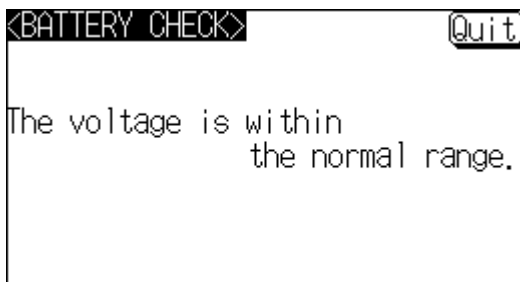 <BATTERY CHECK> Quit
The voltage is within
the normal range.